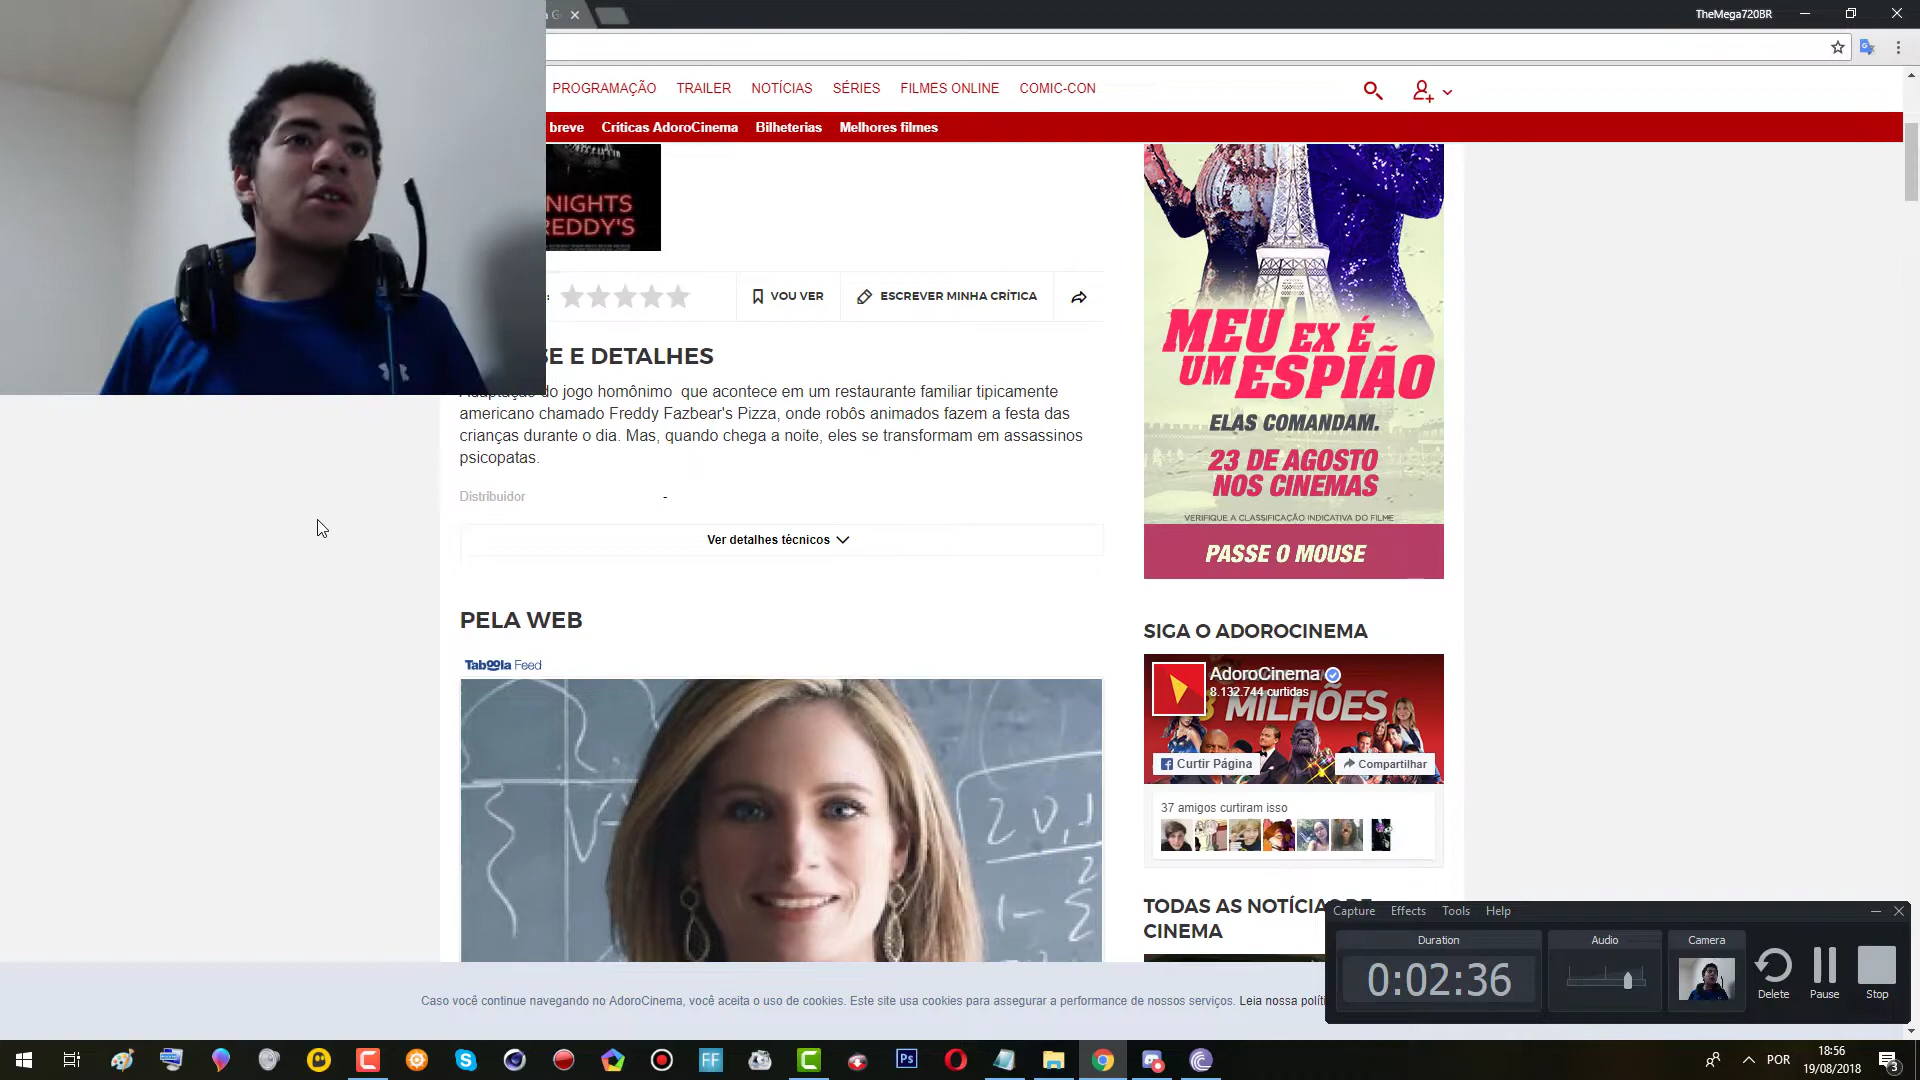 TheMega720BR
PROGRAMAÇÃO TRAILER NOTÍCIAS SÉRIES FILMES ONLINE COMIC-CON
breve Críticas AdoroCinema Bilheterias Melhores filmes
NIGHTS
REDDY'S
VOU VER ESCREVER MINHA CRÍTICA
E DETALHES
do jogo homônimo que acontece em um restaurante familiar tipicamente
americano chamado Freddy Fazbear's Pizza, onde robôs animados fazem a festa das
crianças durante o dia. Mas, quando chega a noite, eles se transformam em assassinos
psicopatas.
Distribuidor -
Ver detalhes técnicos
PELA WEB
Taboola Feed
MEU EX É
UM ESPIÃO
ELAS COMANDAM.
23 DE AGOSTO
NOS CINEMAS
VERIFIQUE A CLASSIFICAÇÃO INDICATIVA DO FILME
PASSE O MOUSE
SIGA O ADOROCINEMA
AdoroCinema
8.132.744 curtidas
MILHÕES
Curtir Página Compartilhar
37 amigos curtiram isso
TODAS AS NOTÍCIAS DE
CINEMA
Caso você continue navegando no AdoroCinema, você aceita o uso de cookies. Este site usa cookies para assegurar a performance de nossos serviços. Leia nossa políti
Capture Effects Tools Help
Duration Audio Camera
0:02:36
Delete Pause Stop
FF
Ps
POR
18:56
19/08/2018
3